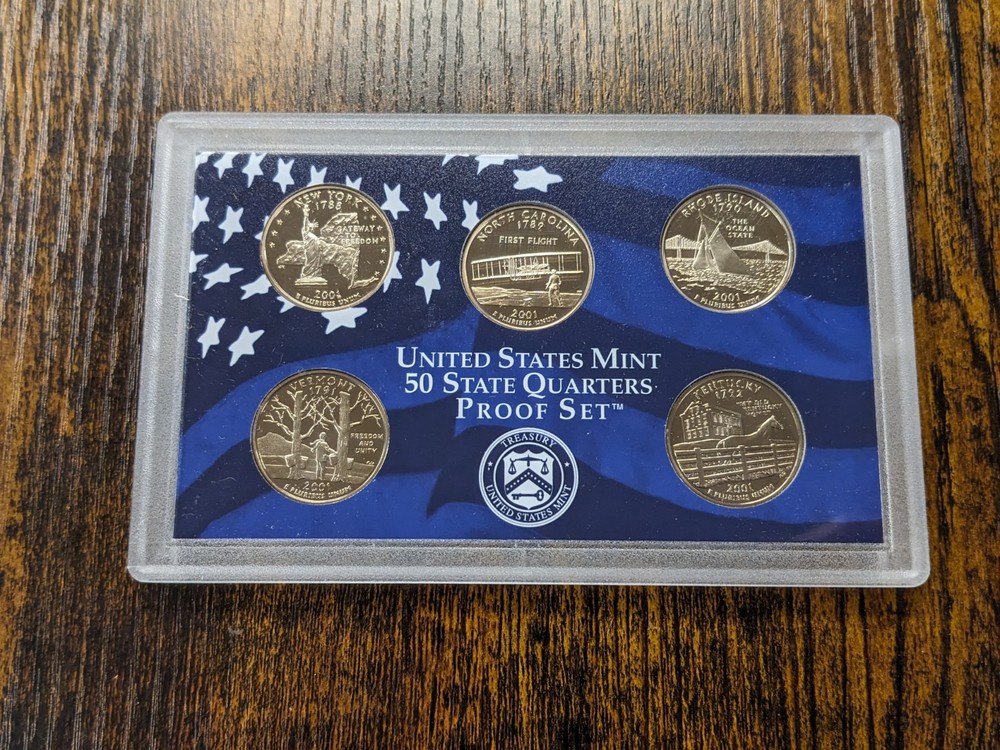 NEW YORK
1788
GATEWAY
TO
FREEDOM
2001
E PLURIBUS UNUM
NORTH CAROLINA
1789
FIRST FLIGHT
2001
E PLURIBUS UNUM
RHODE ISLAND
1790
THE
OCEAN
STATE
2001
E PLURIBUS UNUM
UNITED STATES MINT
50 STATE QUARTERS
PROOF SET™
VERMONT
1791
FREEDOM
AND
UNITY
2001
E PLURIBUS UNUM
TREASURY
UNITED STATES MINT
KENTUCKY
1792
"MY OLD
KENTUCKY
HOME"
2001
E PLURIBUS UNUM